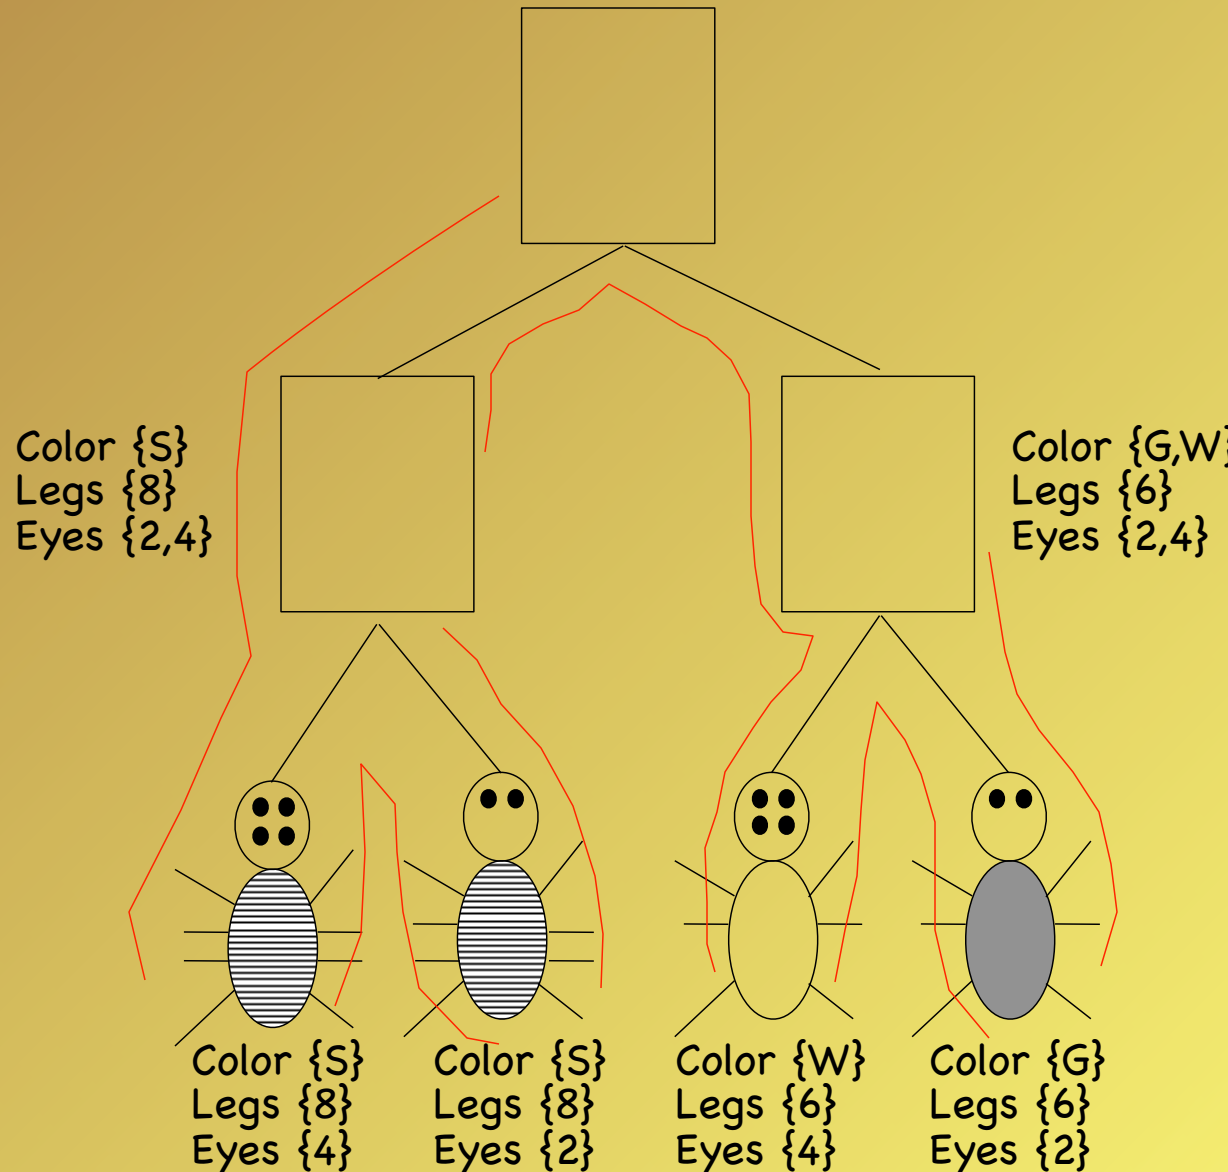 Color {S}
Legs {8}
Eyes {2,4}
Color {G,W}
Legs {6}
Eyes {2,4}
Color {S}
Legs {8}
Eyes {4}
Color {S}
Legs {8}
Eyes {2}
Color {W}
Legs {6}
Eyes {4}
Color {G}
Legs {6}
Eyes {2}